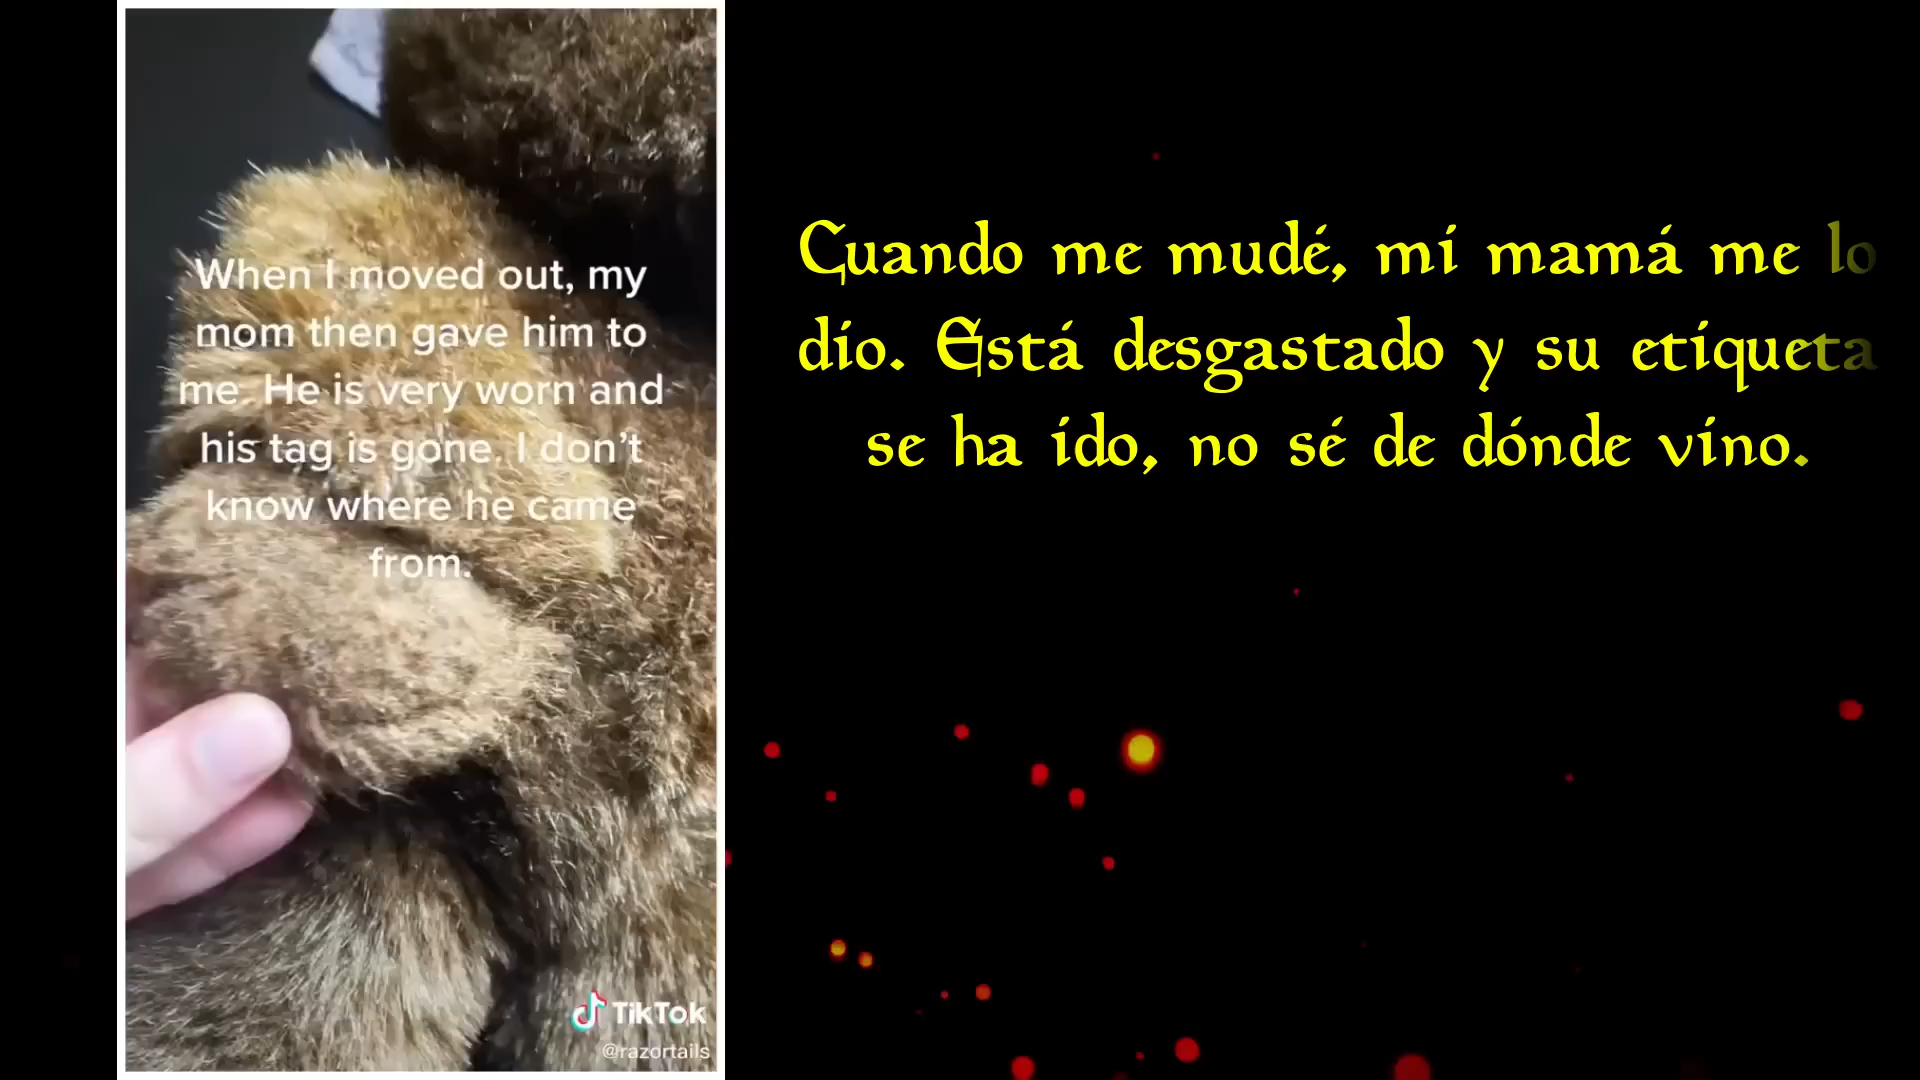 When I moved out, my
mom then gave him to
me. He is very worn and
his tag is gone. I don't
know where he came
from.
TikTok
@razortails
Cuando me mudé, mi mamá me lo
dio. Está desgastado y su etiqueta
se ha ido, no sé de dónde vino.